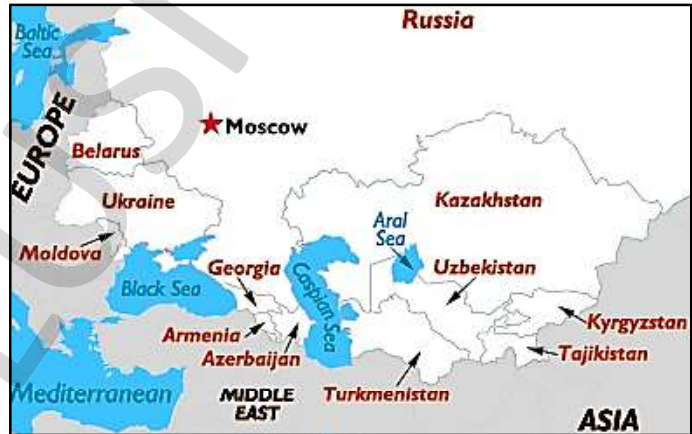 Russia
Baltic
Sea
Moscow
EUROPE
Belarus
Ukraine
Kazakhstan
Aral
Sea
Moldova
Georgia
Uzbekistan
Black Sea
Caspian Sea
Armenia
Azerbaijan
Kyrgyzstan
Tajikistan
Mediterranean
MIDDLE
EAST
Turkmenistan
ASIA